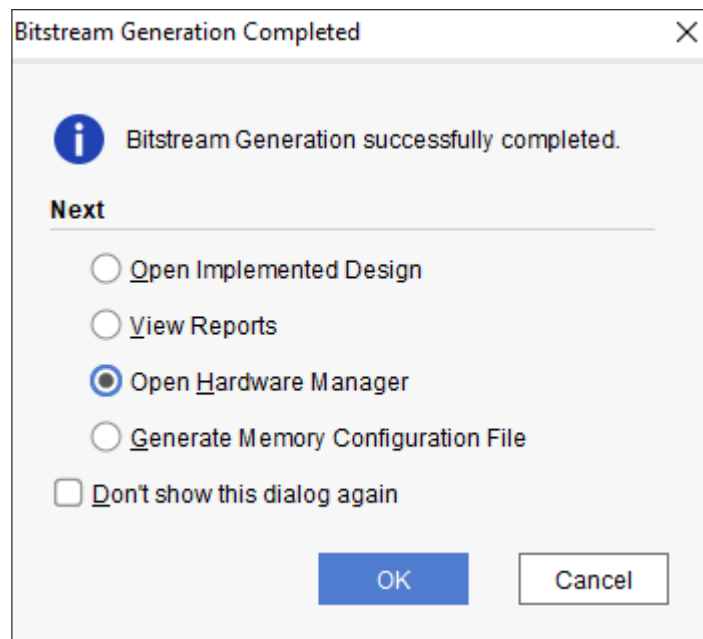 Bitstream Generation Completed
Bitstream Generation successfully completed.
Next
Open Implemented Design
View Reports
Open Hardware Manager
Generate Memory Configuration File
Don't show this dialog again
OK
Cancel